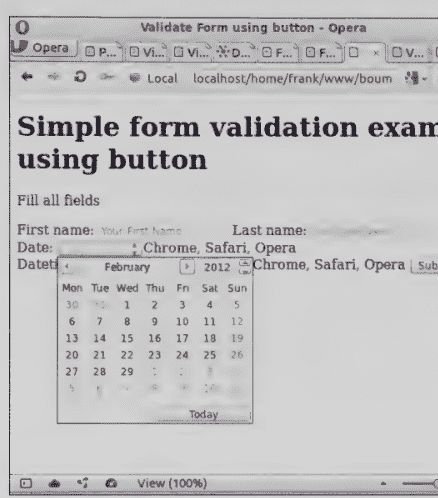 Validate Form using button - Opera
Opera P... Vi... Vi... D... F... F... V...
Local localhost/home/frank/www/boum
Simple form validation exam
using button
Fill all fields
First name: Your First Name Last name:
Date: Chrome, Safari, Opera
Dateti Chrome, Safari, Opera Sub
February 2012
Mon Tue Wed Thu Fri Sat Sun
30 1 2 3 4 5
6 7 8 9 10 11 12
13 14 15 16 17 18 19
20 21 22 23 24 25 26
27 28 29
Today
View (100%)